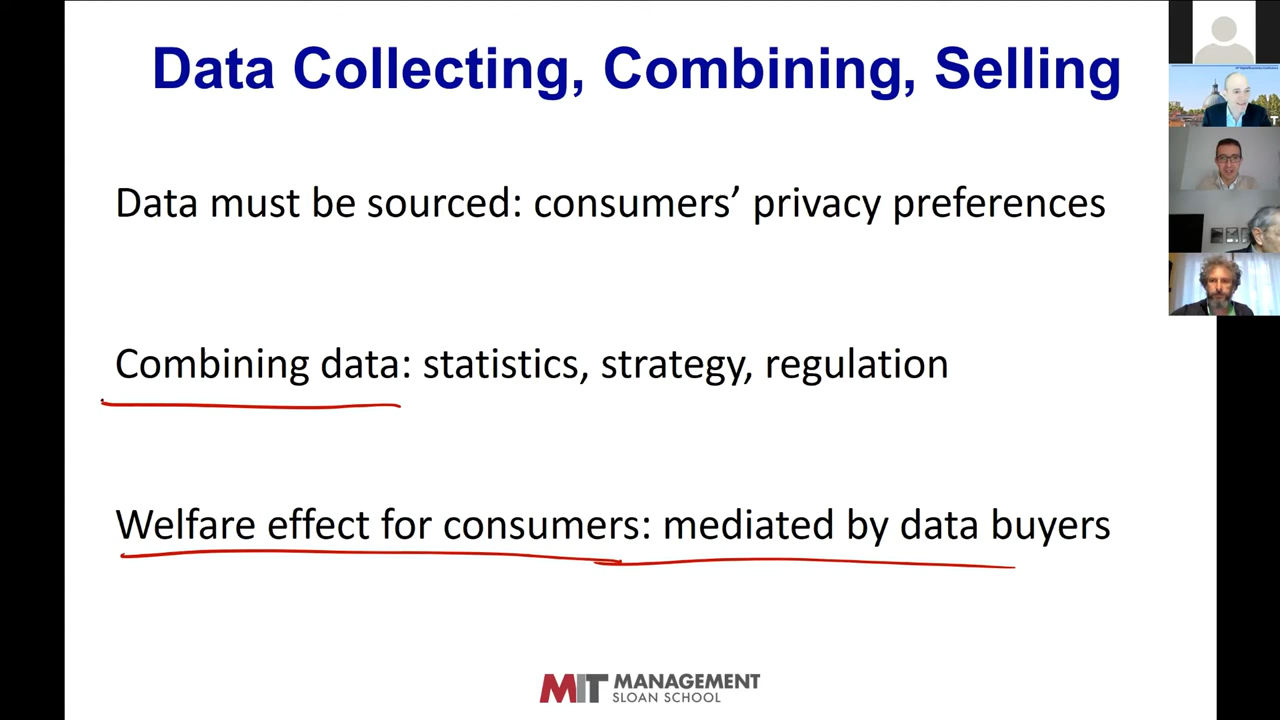 Data Collecting, Combining, Selling
Data must be sourced: consumers’ privacy preferences
Combining data: statistics, strategy, regulation
Welfare effect for consumers: mediated by data buyers
MIT MANAGEMENT
SLOAN SCHOOL